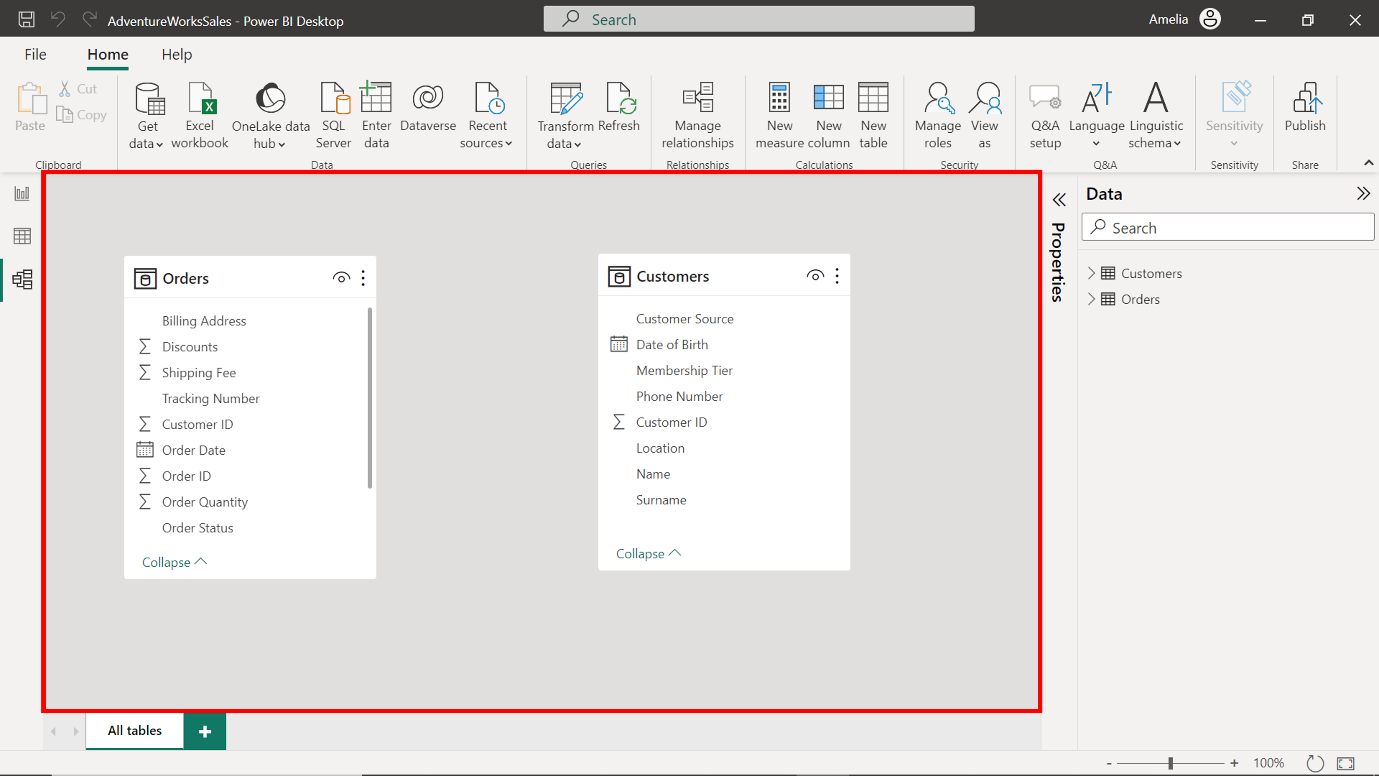 AdventureWorksSales - Power BI Desktop
Search
Amelia
File
Home
Help
Paste
Cut
Copy
Clipboard
Get data
Excel workbook
OneLake data hub
SQL Server
Enter data
Dataverse
Recent sources
Data
Transform data
Refresh
Queries
Manage relationships
Relationships
New measure
New column
New table
Calculations
Manage roles
View as
Security
Q&A setup
Language
Linguistic schema
Q&A
Sensitivity
Sensitivity
Publish
Share
Orders
Billing Address
Discounts
Shipping Fee
Tracking Number
Customer ID
Order Date
Order ID
Order Quantity
Order Status
Collapse
Customers
Customer Source
Date of Birth
Membership Tier
Phone Number
Customer ID
Location
Name
Surname
Collapse
Properties
Data
Search
Customers
Orders
All tables
- + 100%